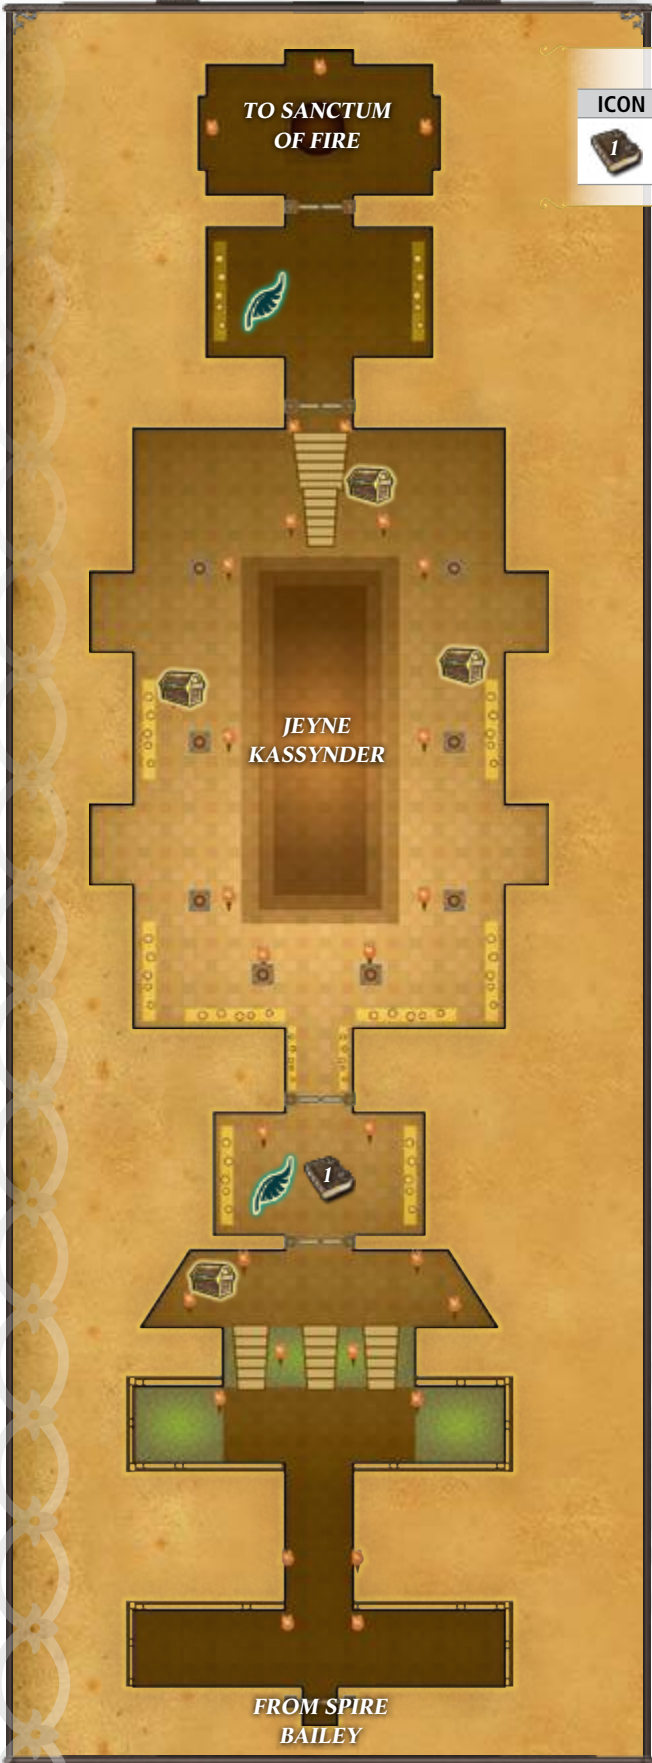 TO SANCTUM
OF FIRE
ICON
1
JEYNE
KASSYNDER
1
FROM SPIRE
BAILEY